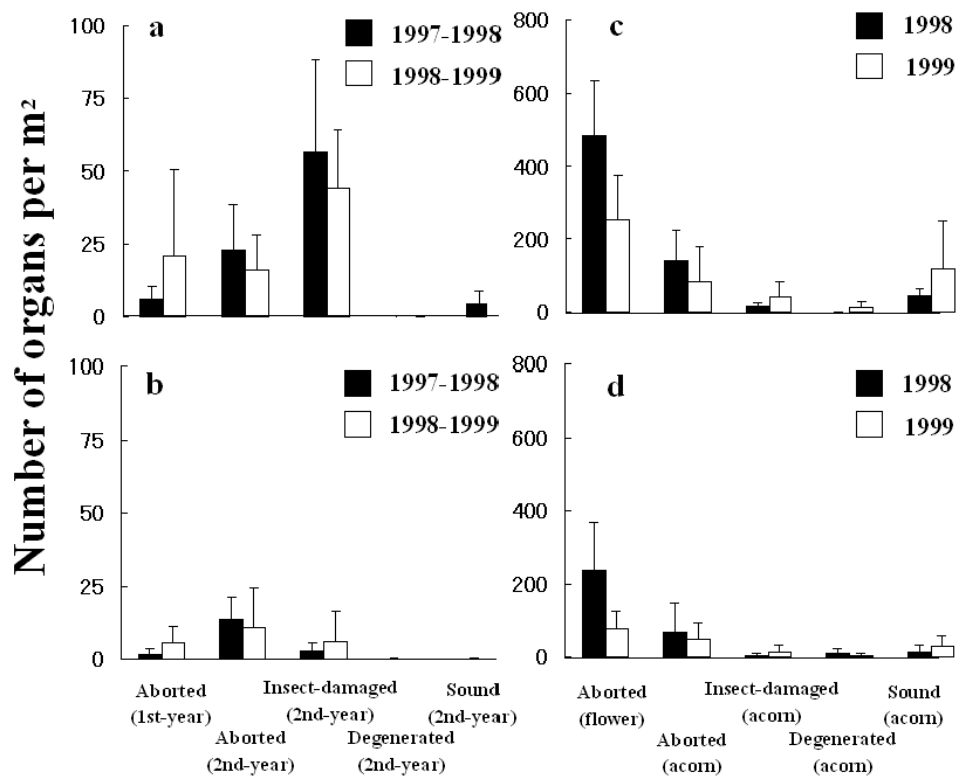 Number of organs per m²
a
1997-1998
1998-1999
100
75
50
25
0
c
1998
1999
800
600
400
200
0
b
1997-1998
1998-1999
100
75
50
25
0
d
1998
1999
800
600
400
200
0
Aborted
(1st-year)
Aborted
(2nd-year)
Insect-damaged
(2nd-year)
Degenerated
(2nd-year)
Sound
(2nd-year)
Aborted
(flower)
Aborted
(acorn)
Insect-damaged
(acorn)
Degenerated
(acorn)
Sound
(acorn)